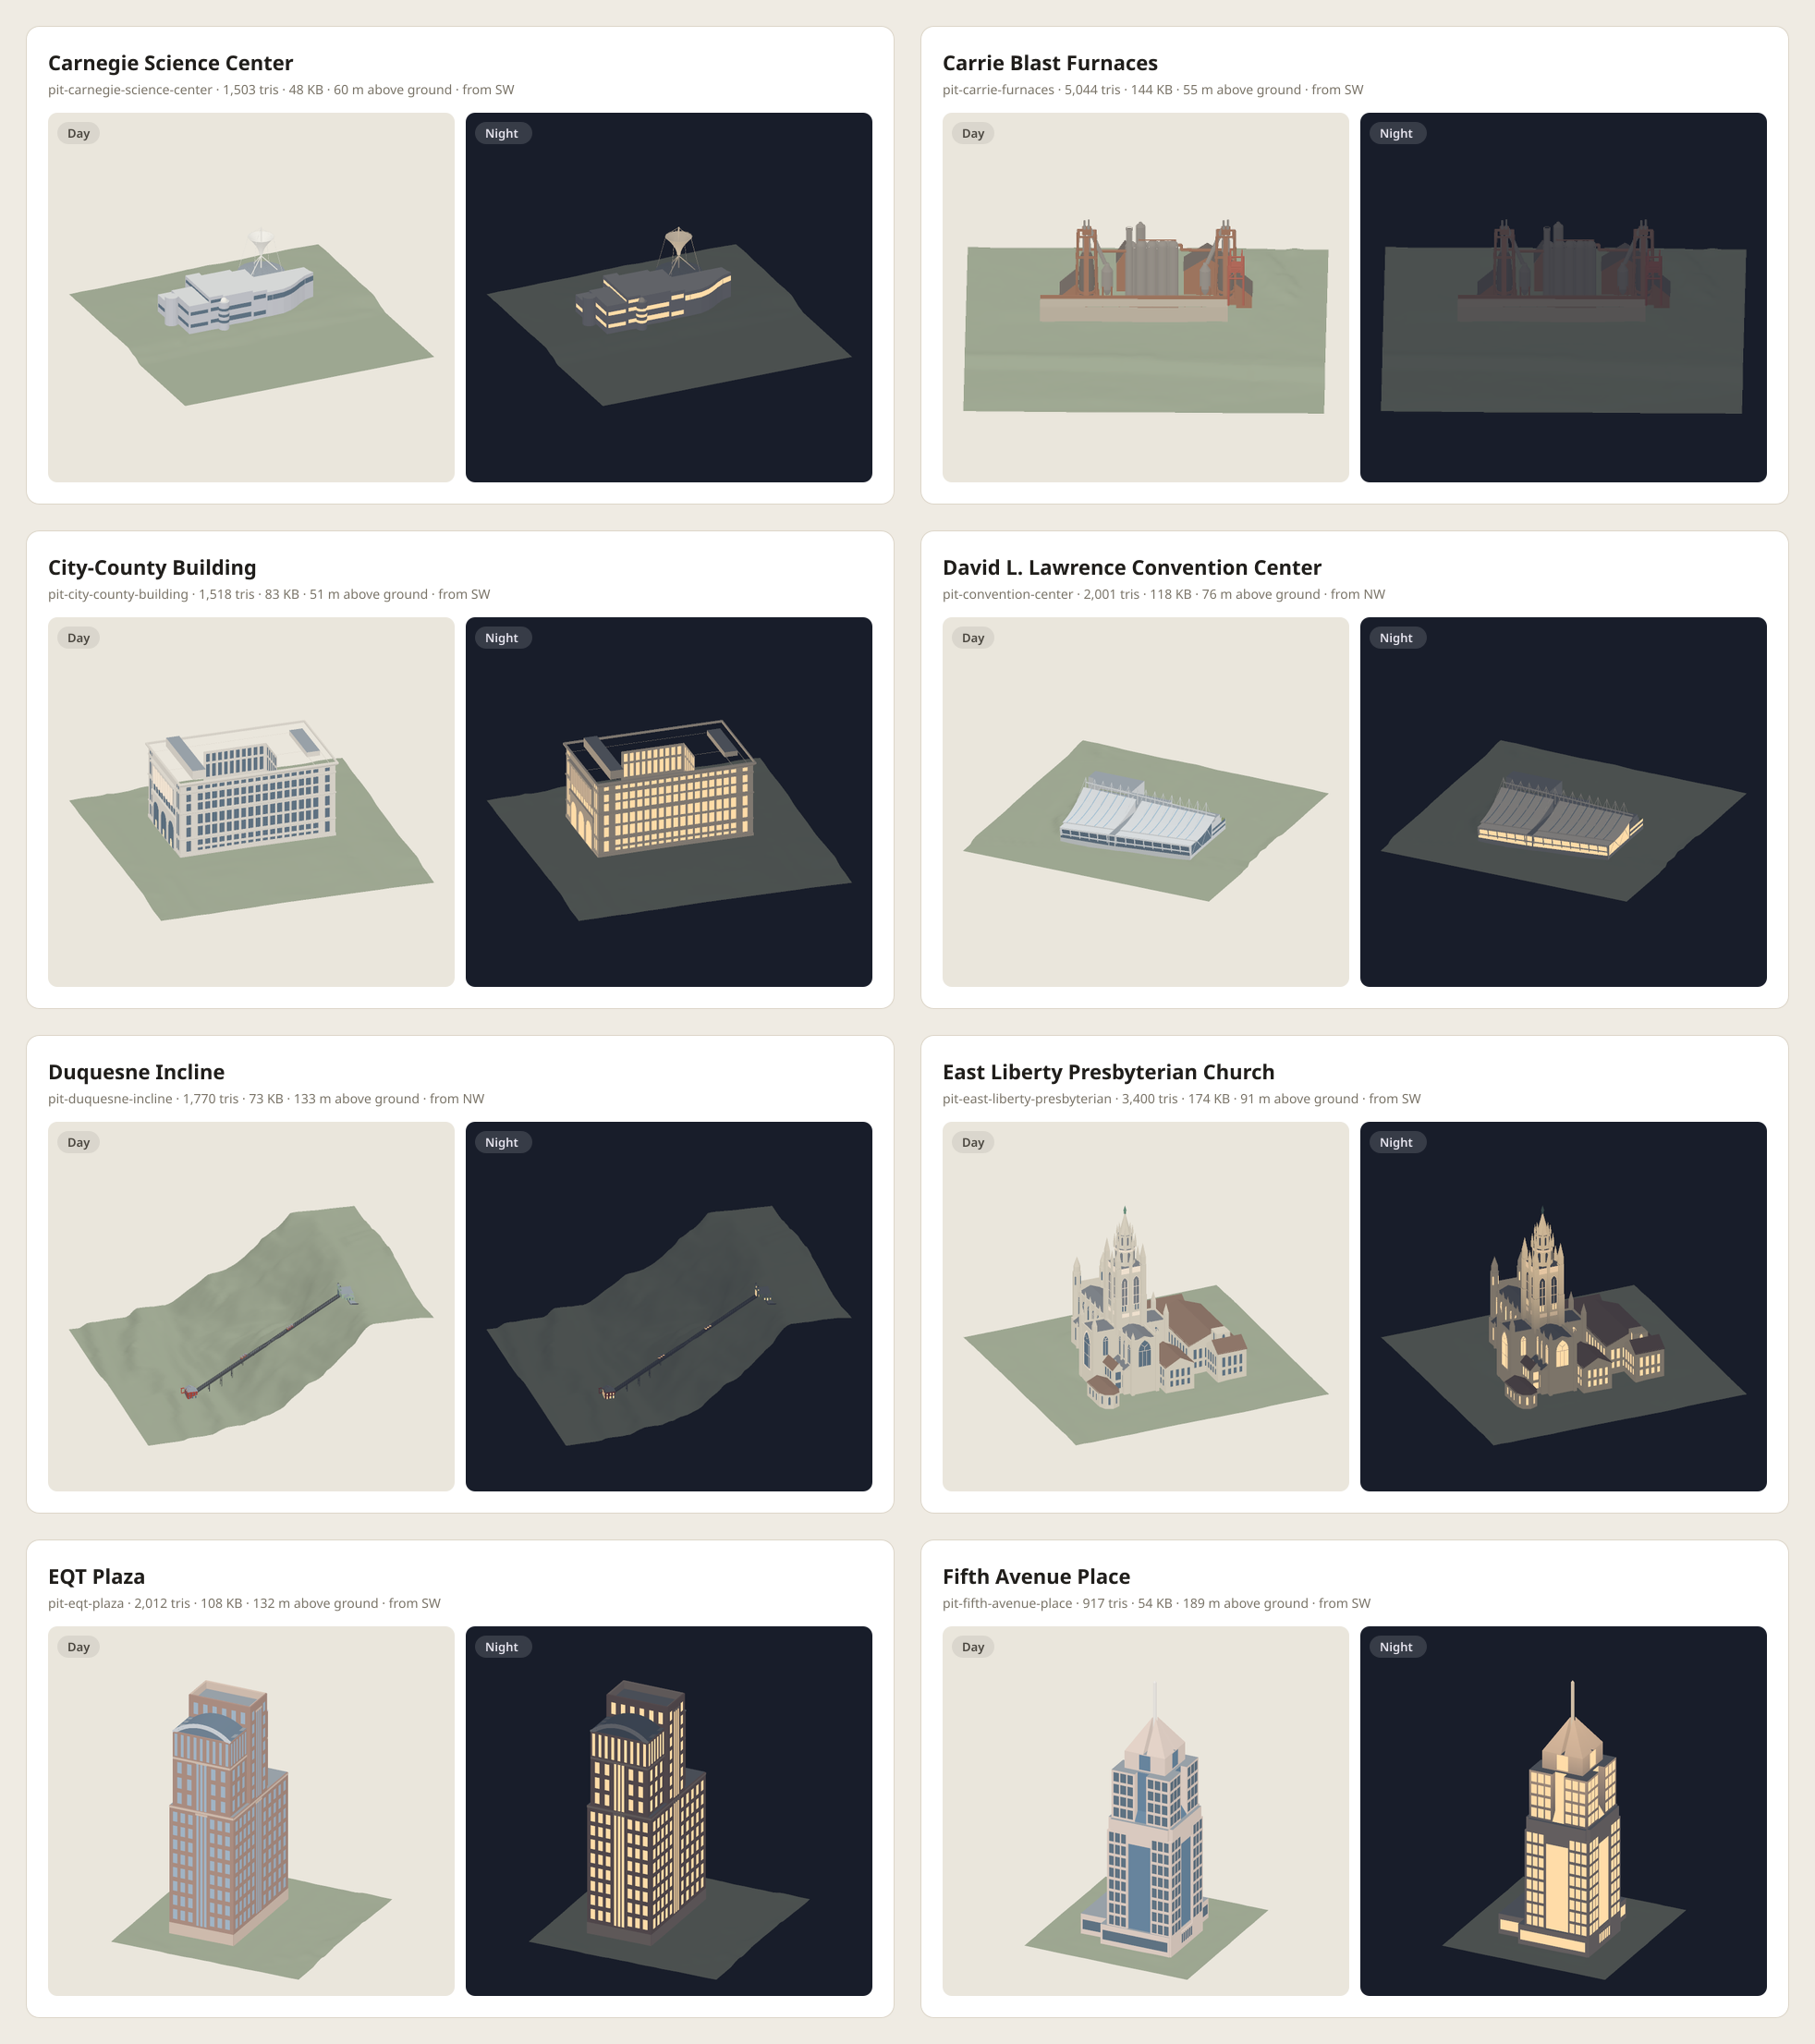 Carnegie Science Center
pit-carnegie-science-center · 1,503 tris · 48 KB · 60 m above ground · from SW
Day
Night
Carrie Blast Furnaces
pit-carrie-furnaces · 5,044 tris · 144 KB · 55 m above ground · from SW
Day
Night
City-County Building
pit-city-county-building · 1,518 tris · 83 KB · 51 m above ground · from SW
Day
Night
David L. Lawrence Convention Center
pit-convention-center · 2,001 tris · 118 KB · 76 m above ground · from NW
Day
Night
Duquesne Incline
pit-duquesne-incline · 1,770 tris · 73 KB · 133 m above ground · from NW
Day
Night
East Liberty Presbyterian Church
pit-east-liberty-presbyterian · 3,400 tris · 174 KB · 91 m above ground · from SW
Day
Night
EQT Plaza
pit-eqt-plaza · 2,012 tris · 108 KB · 132 m above ground · from SW
Day
Night
Fifth Avenue Place
pit-fifth-avenue-place · 917 tris · 54 KB · 189 m above ground · from SW
Day
Night